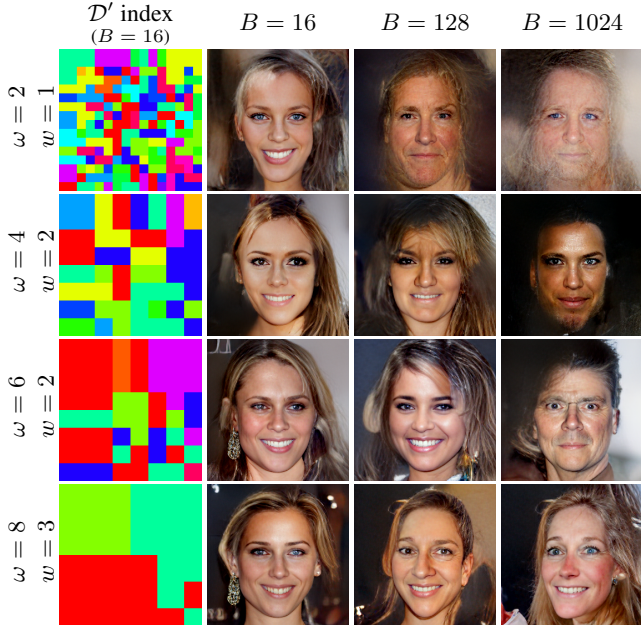 𝒟′ index
(B = 16)
B = 16
B = 128
B = 1024
ω = 2
w = 1
ω = 4
w = 2
ω = 6
w = 2
ω = 8
w = 3